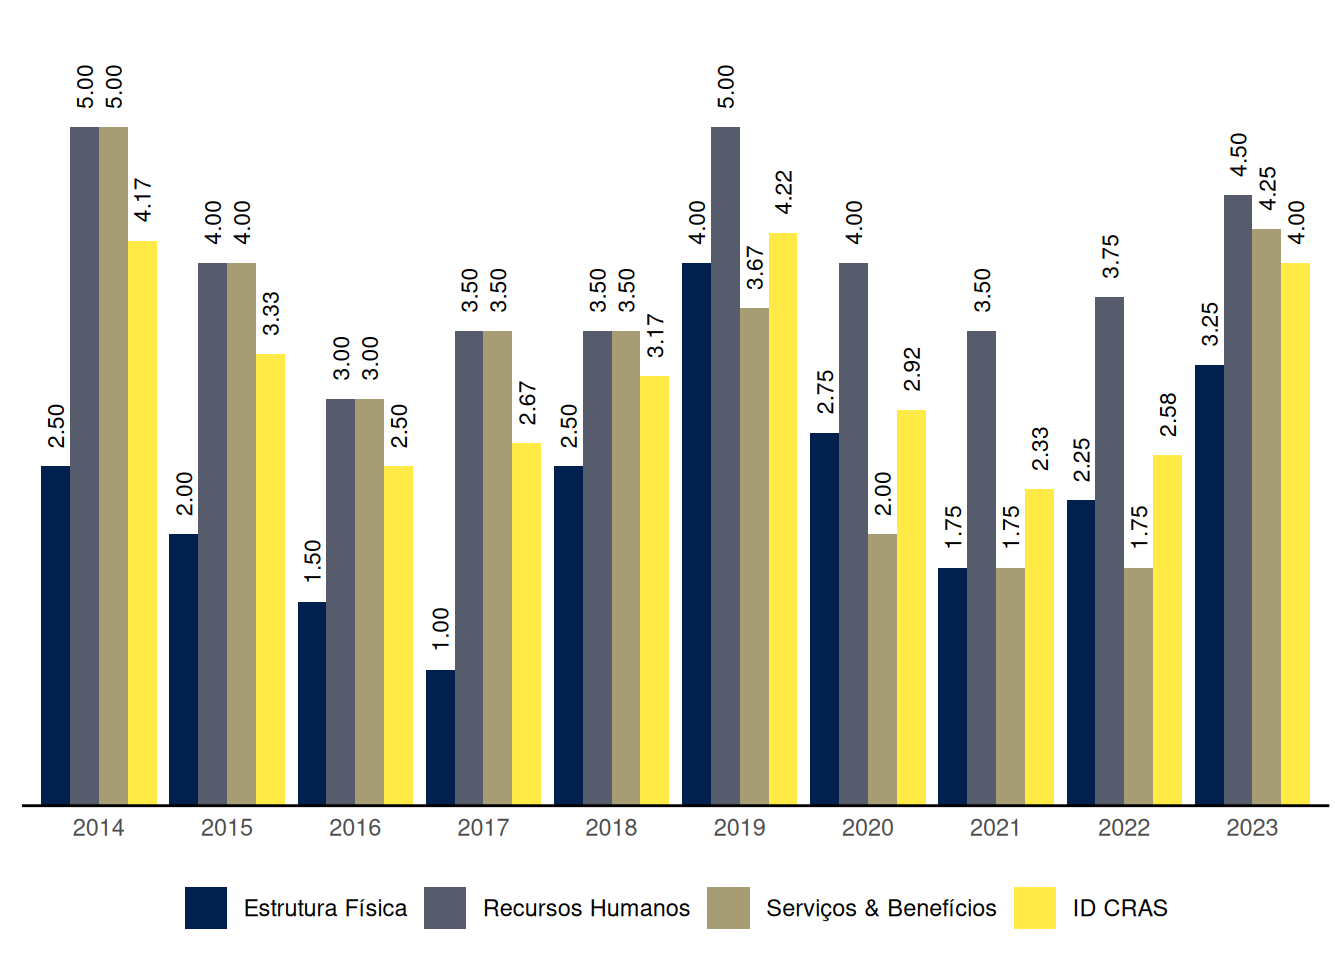 5.00 5.00 5.00
4.17 4.22 4.50 4.25
4.00 4.00 4.00 4.00 4.00
3.33 3.50 3.50 3.50 3.50 3.67 3.50 3.75
3.00 3.00 3.17 3.25
2.50 2.50 2.67 2.50 2.75 2.92 2.58
2.00 2.00 2.33 2.25
1.50 1.75 1.75 1.75
1.00
2014 2015 2016 2017 2018 2019 2020 2021 2022 2023
Estrutura Física Recursos Humanos Serviços & Benefícios ID CRAS